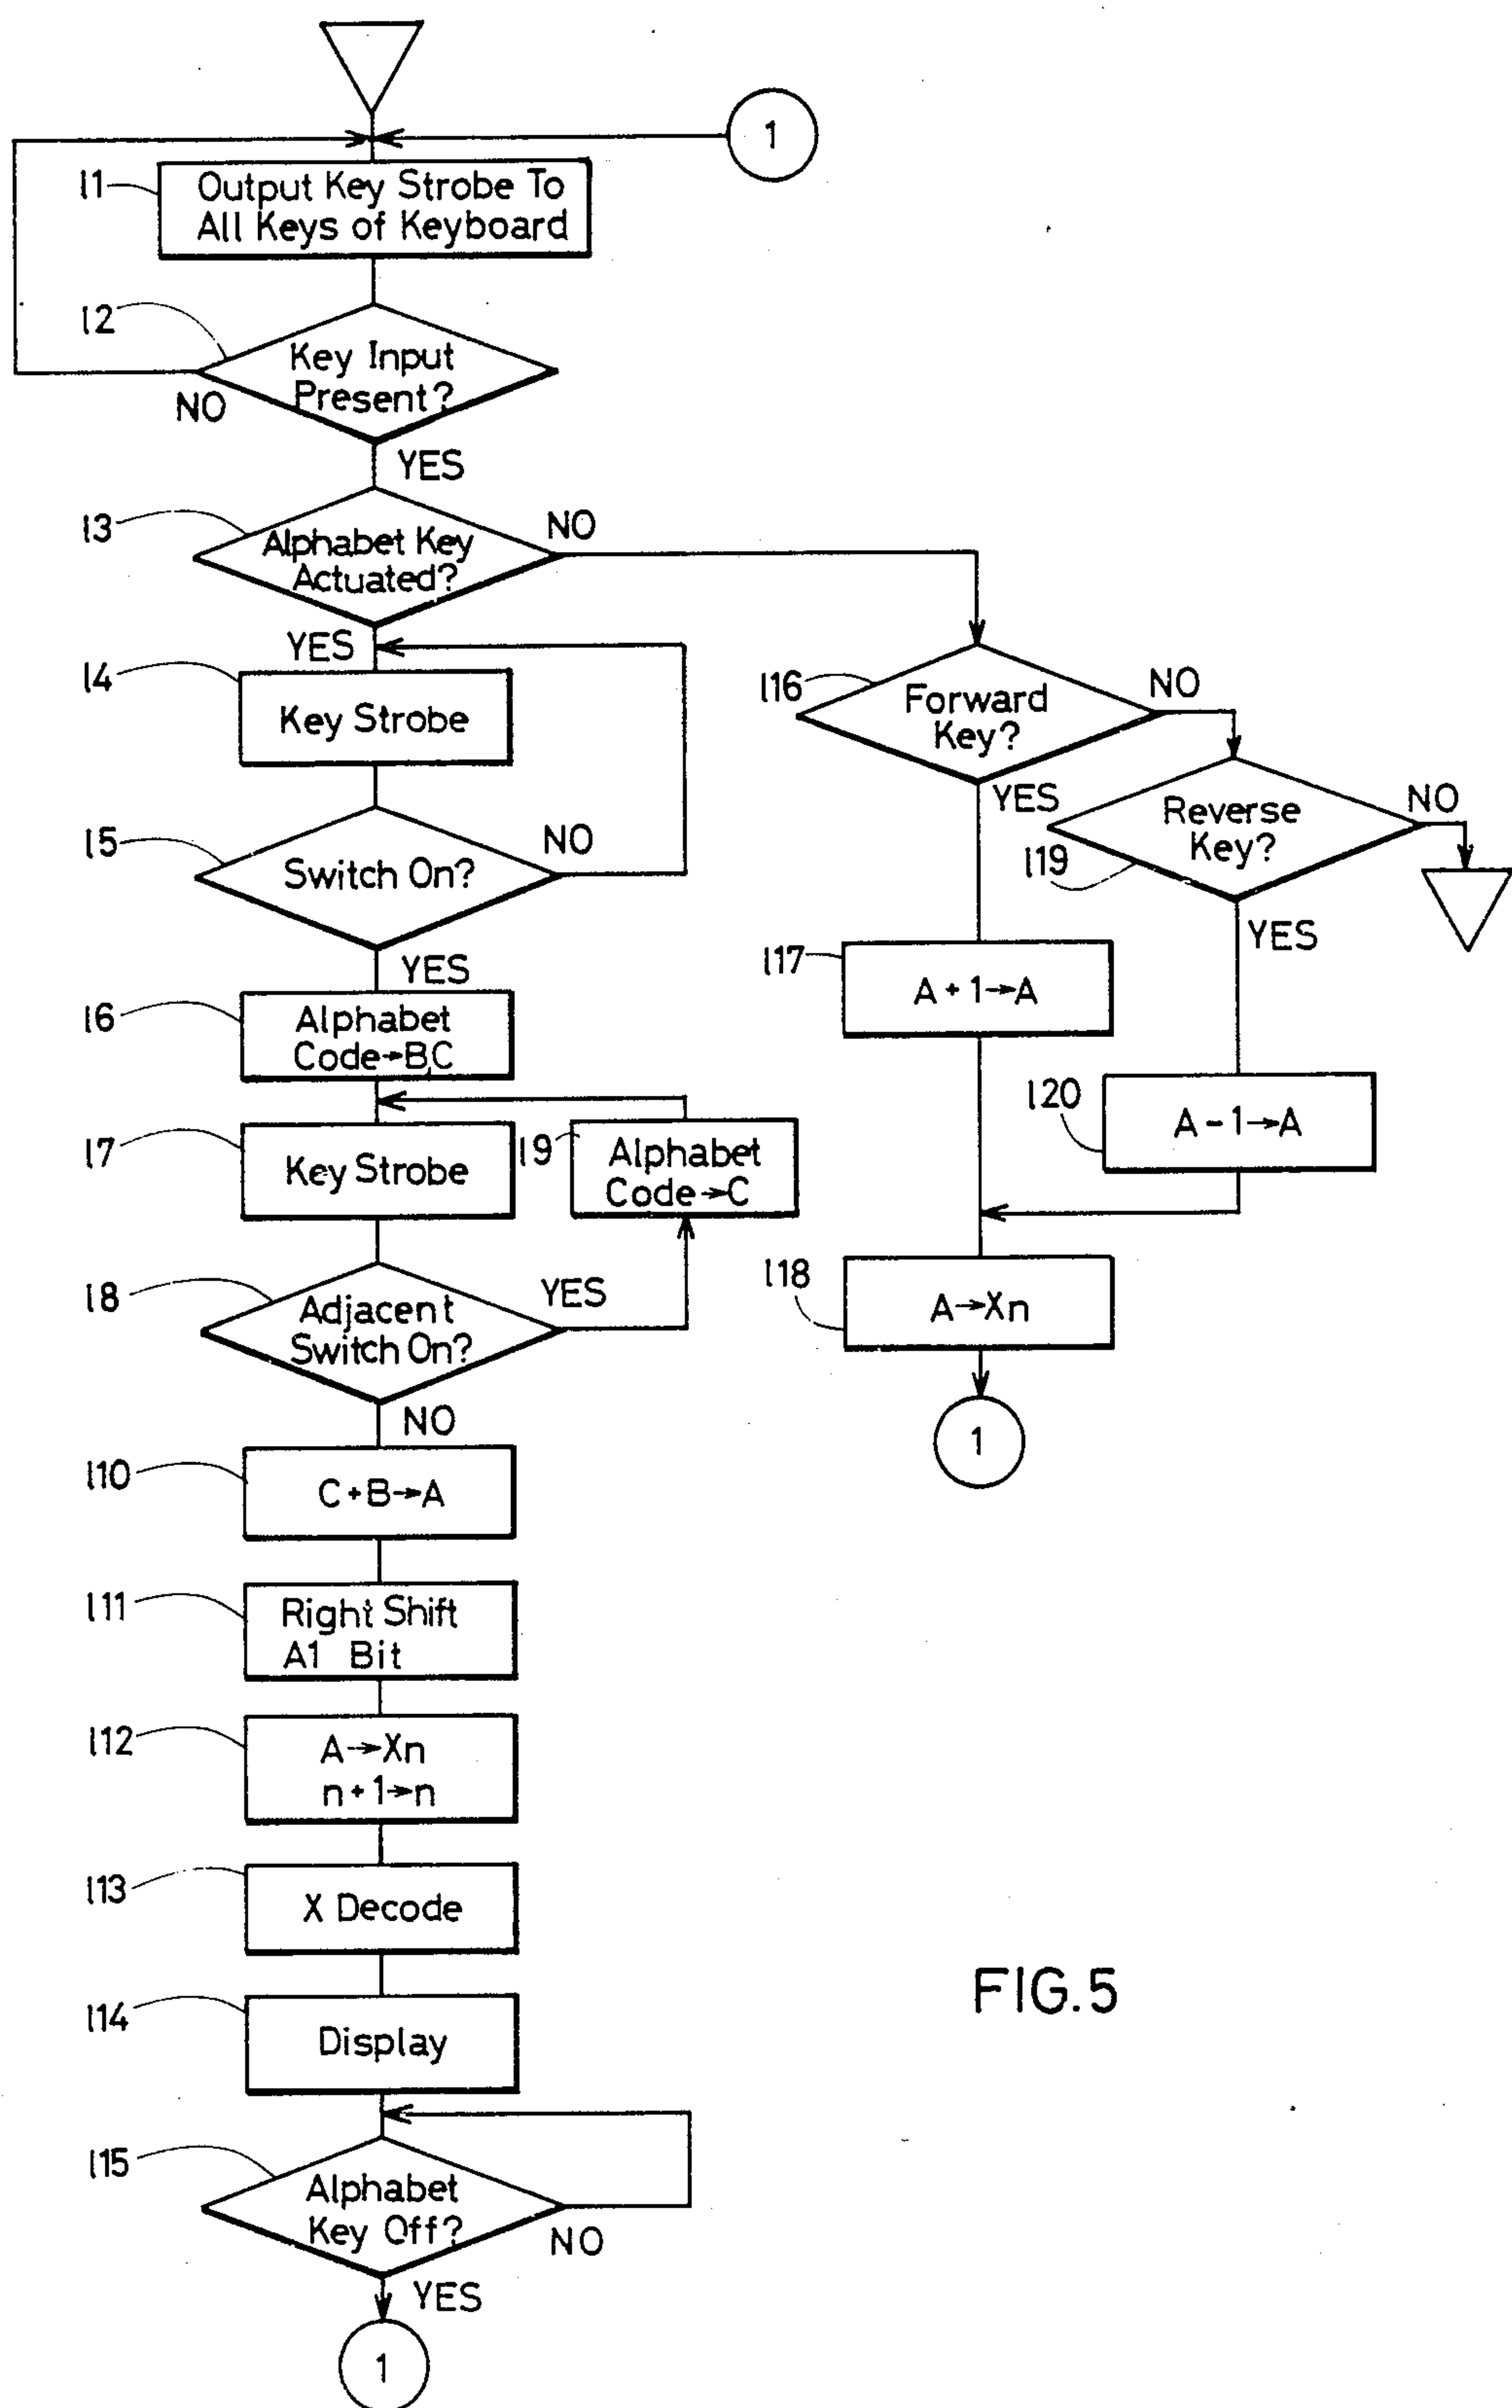 1
l1
Output Key Strobe To
All Keys of Keyboard
l2
Key Input
Present?
NO
YES
l3
Alphabet Key
Actuated?
NO
YES
l4
Key Strobe
l5
Switch On?
NO
YES
l6
Alphabet
Code→BC
l7
Key Strobe
l9
Alphabet
Code→C
l8
Adjacent
Switch On?
YES
NO
l10
C+B→A
l11
Right Shift
A1 Bit
l12
A→Xn
n+1→n
l13
X Decode
l14
Display
l15
Alphabet
Key Off?
NO
YES
1
l16
Forward
Key?
NO
YES
l19
Reverse
Key?
NO
YES
l17
A+1→A
l20
A-1→A
l18
A→Xn
1
FIG.5